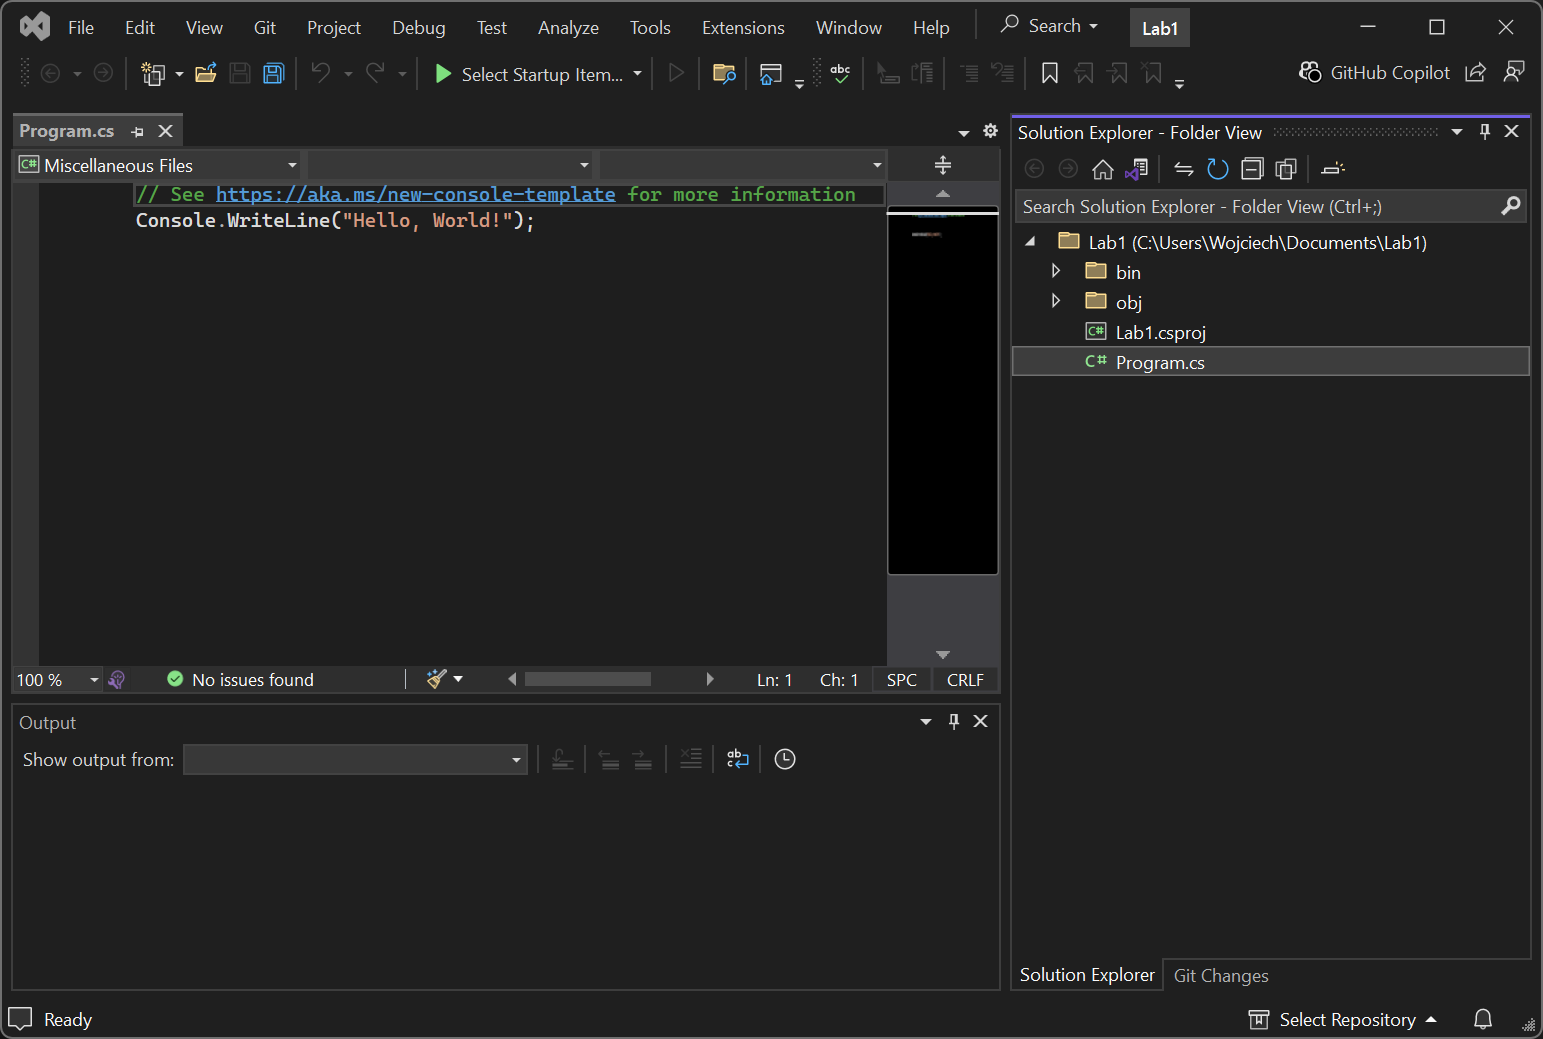 File Edit View Git Project Debug Test Analyze Tools Extensions Window Help Search Lab1
Select Startup Item... abc GitHub Copilot
Program.cs
C# Miscellaneous Files
// See https://aka.ms/new-console-template for more information
Console.WriteLine("Hello, World!");
100 % No issues found Ln: 1 Ch: 1 SPC CRLF
Output
Show output from:
Solution Explorer - Folder View
Search Solution Explorer - Folder View (Ctrl+;)
Lab1 (C:\Users\Wojciech\Documents\Lab1)
bin
obj
C# Lab1.csproj
C# Program.cs
Solution Explorer Git Changes
Ready Select Repository